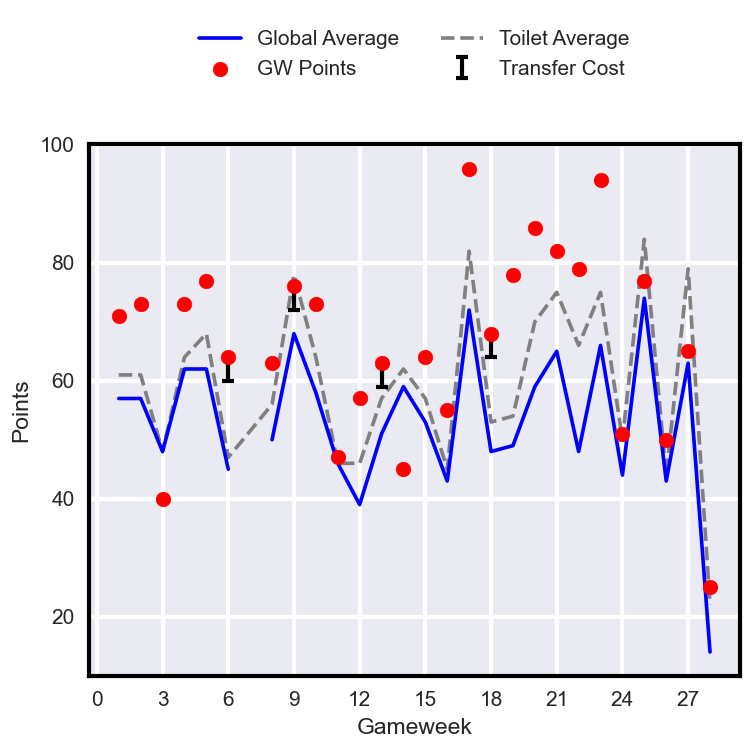 Global Average
Toilet Average
GW Points
Transfer Cost
100
80
60
40
20
Points
0 3 6 9 12 15 18 21 24 27
Gameweek